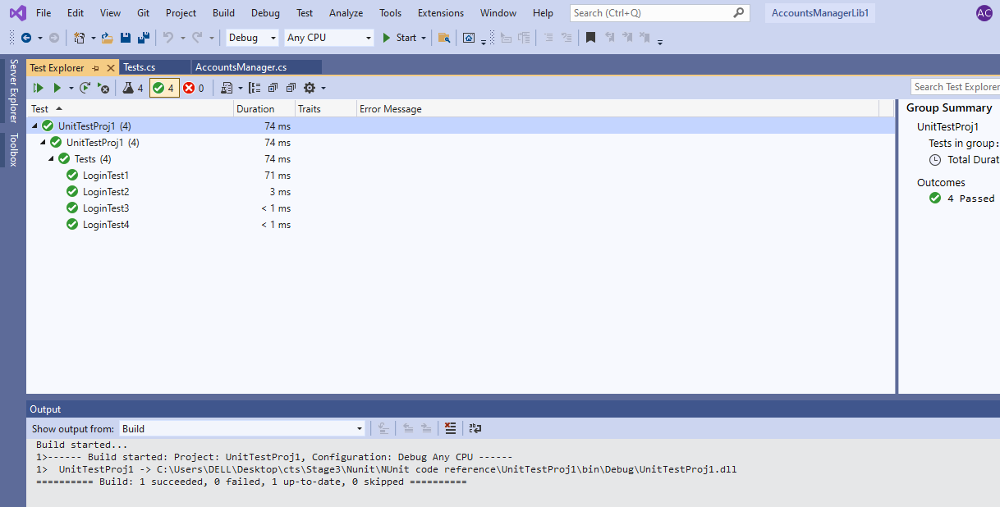 File Edit View Git Project Build Debug Test Analyze Tools Extensions Window Help Search (Ctrl+Q) AccountsManagerLib1 AC
Debug Any CPU Start
Server Explorer
Toolbox
Test Explorer Tests.cs AccountsManager.cs
4 4 0 Search Test Explorer
Test Duration Traits Error Message
UnitTestProj1 (4) 74 ms
UnitTestProj1 (4) 74 ms
Tests (4) 74 ms
LoginTest1 71 ms
LoginTest2 3 ms
LoginTest3 < 1 ms
LoginTest4 < 1 ms
Group Summary
UnitTestProj1
Tests in group:
Total Durat
Outcomes
4 Passed
Output
Show output from: Build
Build started...
1>------ Build started: Project: UnitTestProj1, Configuration: Debug Any CPU ------
1>  UnitTestProj1 -> C:\Users\DELL\Desktop\cts\Stage3\Nunit\NUnit code reference\UnitTestProj1\bin\Debug\UnitTestProj1.dll
========== Build: 1 succeeded, 0 failed, 1 up-to-date, 0 skipped ==========